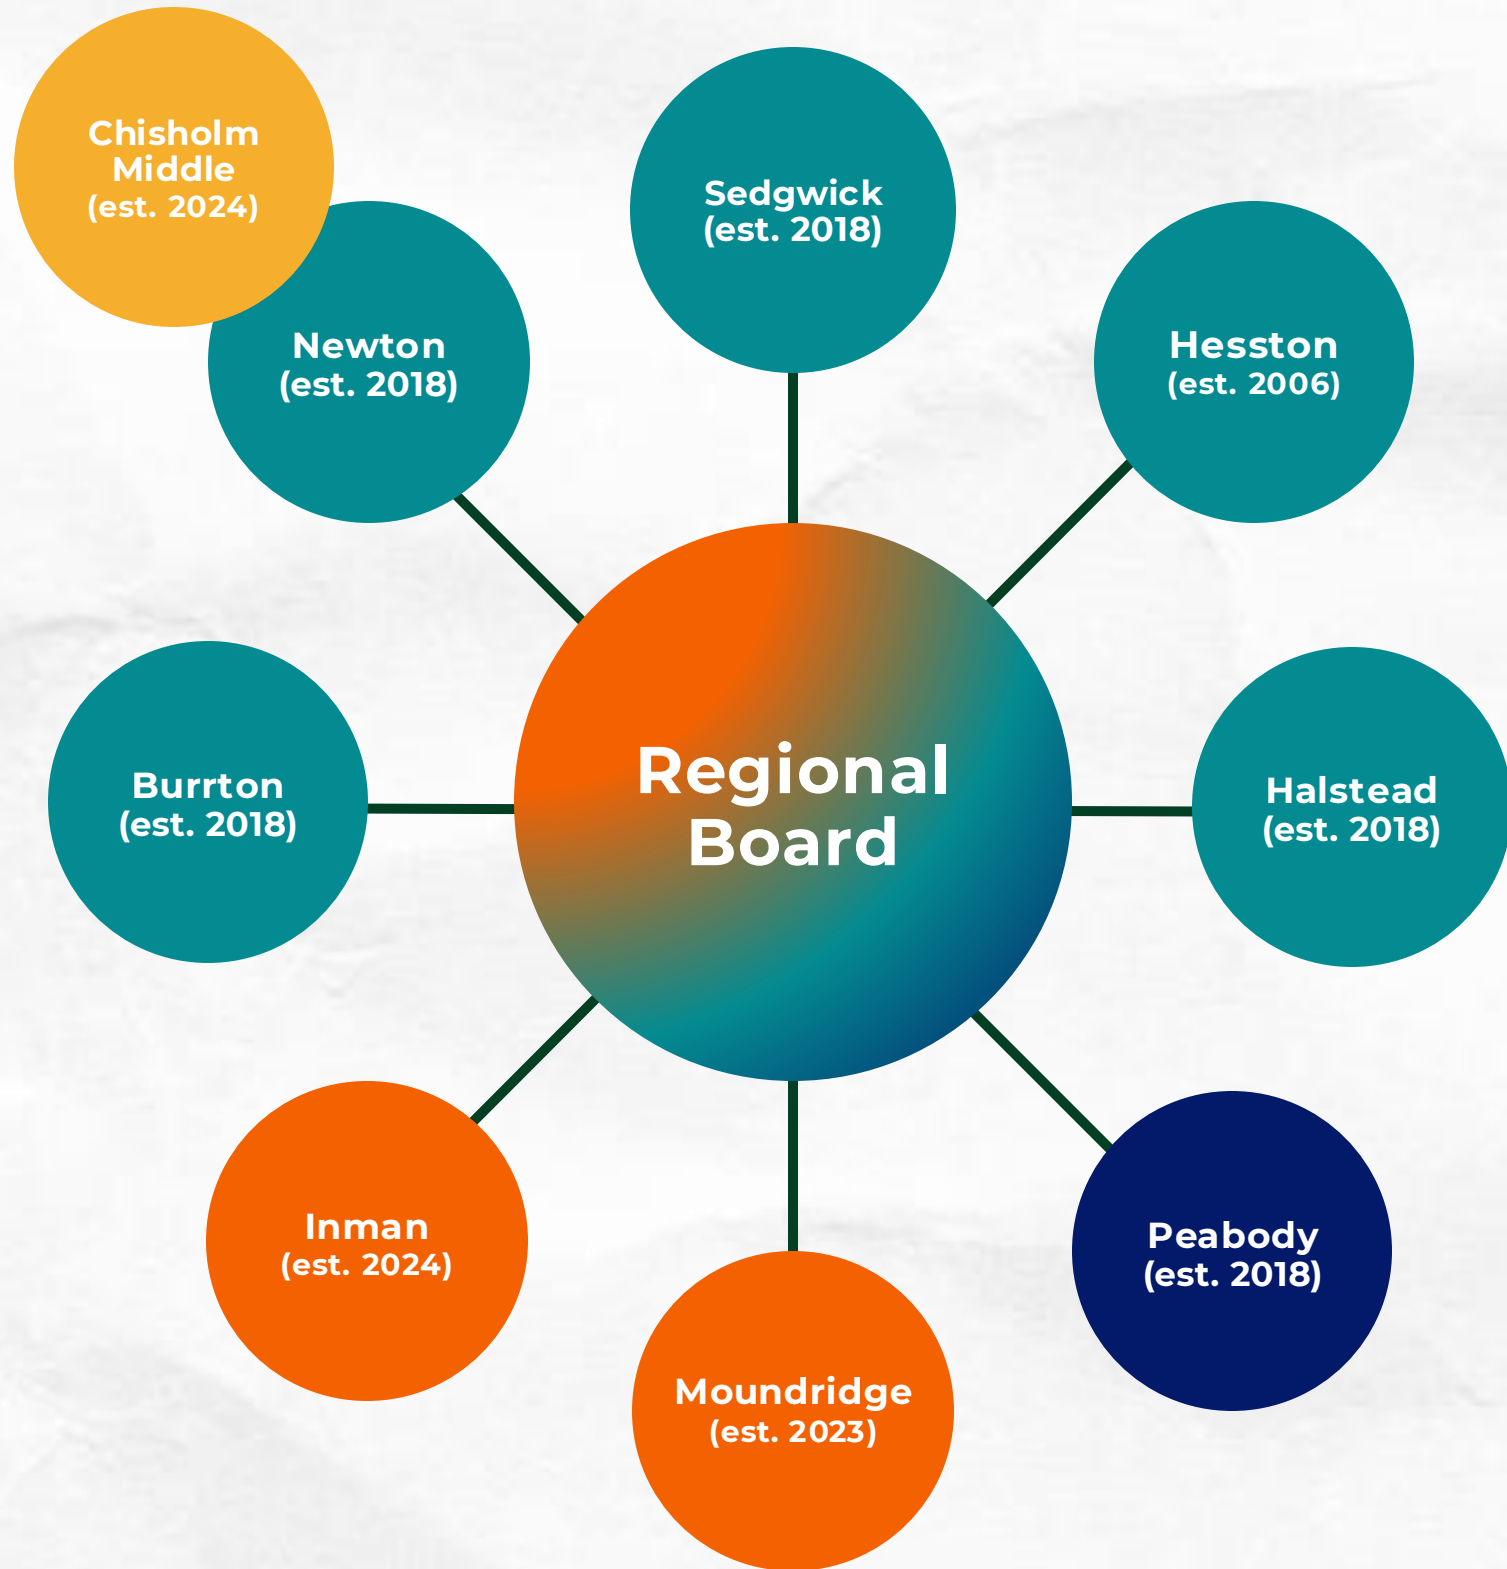 Chisholm
Middle
(est. 2024)
Sedgwick
(est. 2018)
Newton
(est. 2018)
Hesston
(est. 2006)
Regional
Board
Burrton
(est. 2018)
Halstead
(est. 2018)
Inman
(est. 2024)
Peabody
(est. 2018)
Moundridge
(est. 2023)